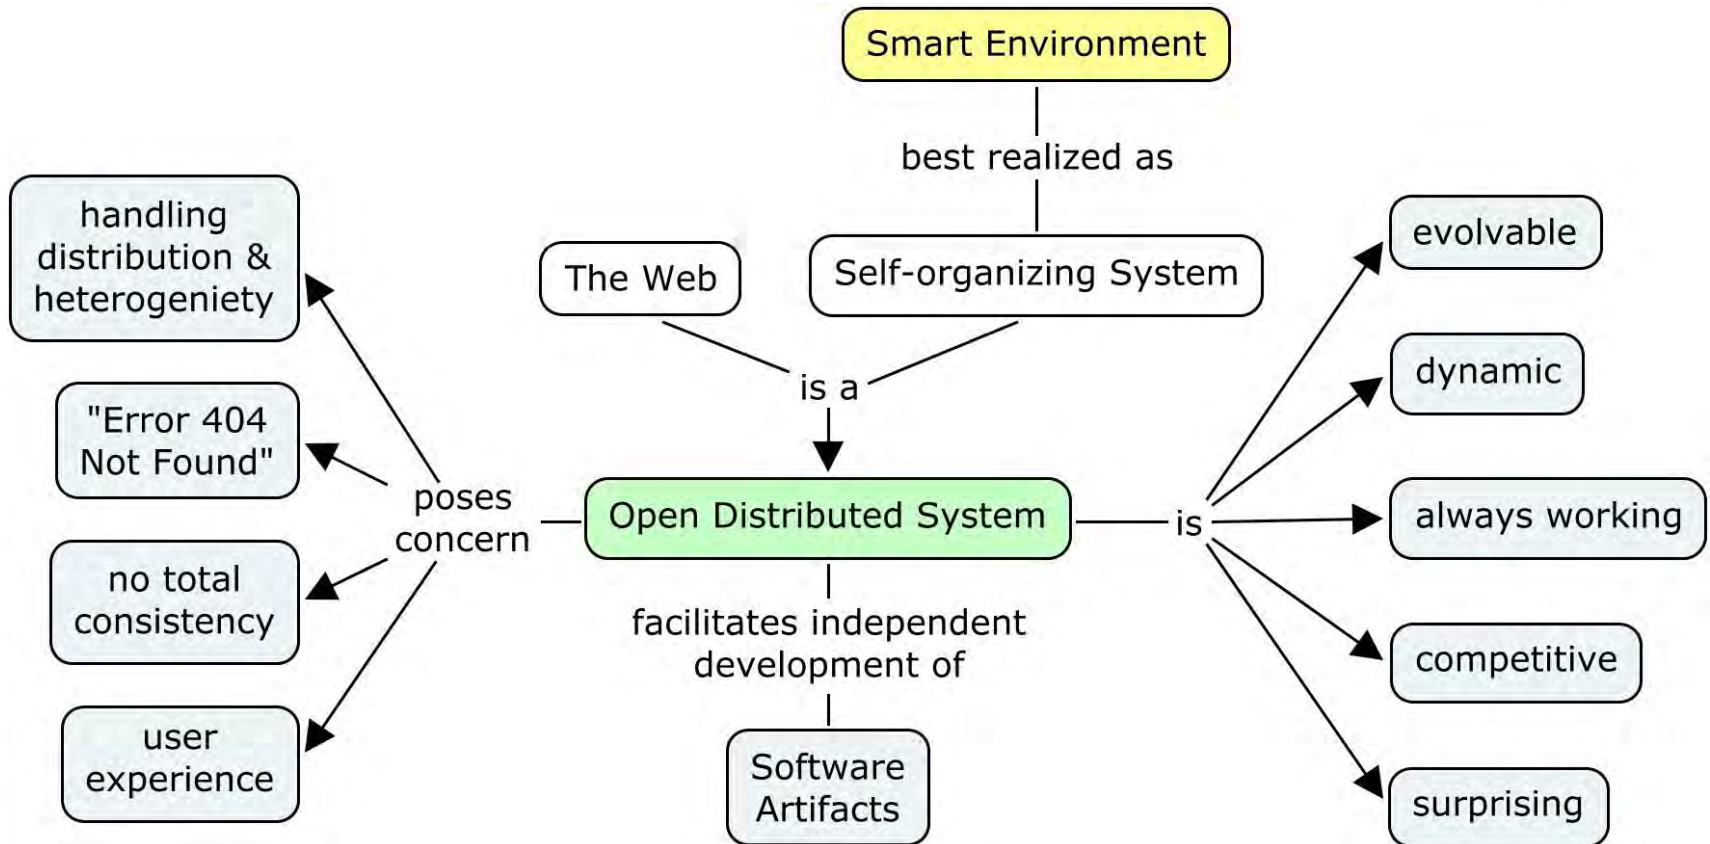 Smart Environment
best realized as
handling
distribution &
heterogeniety
The Web
Self-organizing System
evolvable
is a
dynamic
"Error 404
Not Found"
poses
concern
Open Distributed System
is
always working
no total
consistency
facilitates independent
development of
competitive
user
experience
Software
Artifacts
surprising